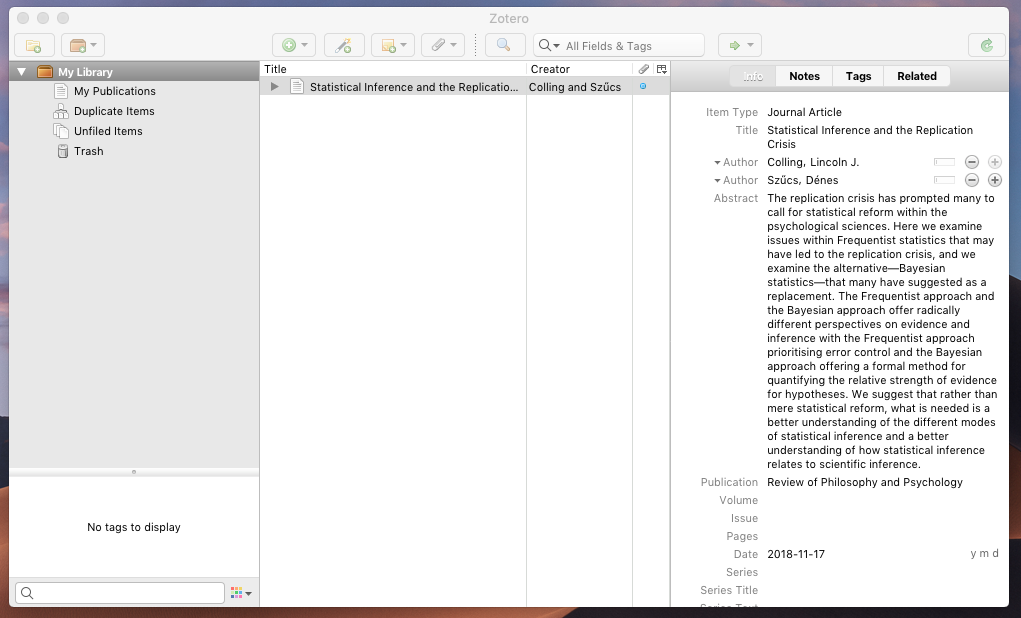 Zotero
All Fields & Tags
My Library
My Publications
Duplicate Items
Unfiled Items
Trash
No tags to display
Title Creator
Statistical Inference and the Replicatio... Colling and Szűcs
Info Notes Tags Related
Item Type Journal Article
Title Statistical Inference and the Replication
Crisis
Author Colling, Lincoln J.
Author Szűcs, Dénes
Abstract The replication crisis has prompted many to
call for statistical reform within the
psychological sciences. Here we examine
issues within Frequentist statistics that may
have led to the replication crisis, and we
examine the alternative—Bayesian
statistics—that many have suggested as a
replacement. The Frequentist approach and
the Bayesian approach offer radically
different perspectives on evidence and
inference with the Frequentist approach
prioritising error control and the Bayesian
approach offering a formal method for
quantifying the relative strength of evidence
for hypotheses. We suggest that rather than
mere statistical reform, what is needed is a
better understanding of the different modes
of statistical inference and a better
understanding of how statistical inference
relates to scientific inference.
Publication Review of Philosophy and Psychology
Volume
Issue
Pages
Date 2018-11-17 y m d
Series
Series Title
Series Text